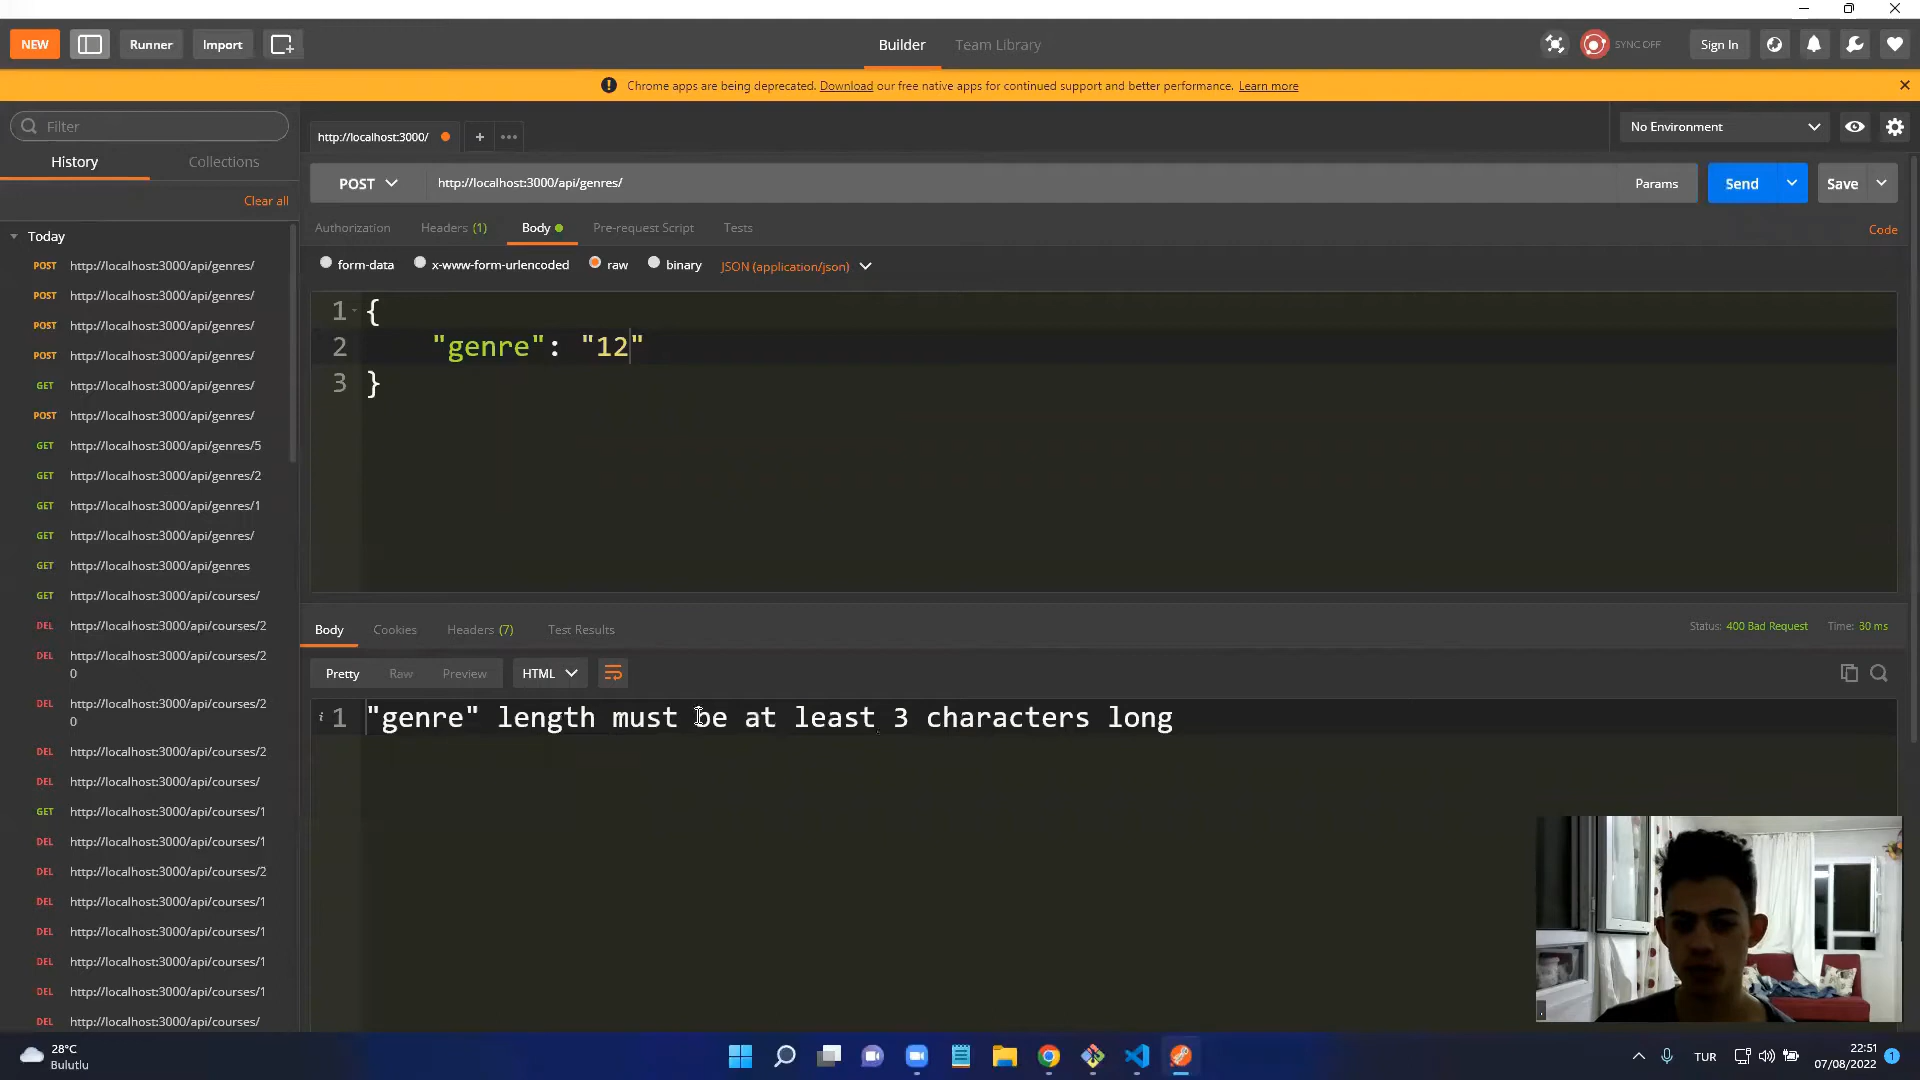 NEW
Runner
Import
Builder
Team Library
SYNC OFF
Sign In
Chrome apps are being deprecated. Download our free native apps for continued support and better performance. Learn more
Filter
History
Collections
Clear all
Today
POST http://localhost:3000/api/genres/
POST http://localhost:3000/api/genres/
POST http://localhost:3000/api/genres/
POST http://localhost:3000/api/genres/
GET http://localhost:3000/api/genres/
POST http://localhost:3000/api/genres/
GET http://localhost:3000/api/genres/5
GET http://localhost:3000/api/genres/2
GET http://localhost:3000/api/genres/1
GET http://localhost:3000/api/genres/
GET http://localhost:3000/api/genres
GET http://localhost:3000/api/courses/
DEL http://localhost:3000/api/courses/2
DEL http://localhost:3000/api/courses/2
0
DEL http://localhost:3000/api/courses/2
0
DEL http://localhost:3000/api/courses/2
DEL http://localhost:3000/api/courses/
GET http://localhost:3000/api/courses/1
DEL http://localhost:3000/api/courses/1
DEL http://localhost:3000/api/courses/2
DEL http://localhost:3000/api/courses/1
DEL http://localhost:3000/api/courses/1
DEL http://localhost:3000/api/courses/1
DEL http://localhost:3000/api/courses/1
DEL http://localhost:3000/api/courses/
http://localhost:3000/
No Environment
POST http://localhost:3000/api/genres/
Params
Send
Save
Authorization
Headers (1)
Body
Pre-request Script
Tests
Code
form-data
x-www-form-urlencoded
raw
binary
JSON (application/json)
1 {
2 "genre": "12"
3 }
Body
Cookies
Headers (7)
Test Results
Status: 400 Bad Request
Time: 30 ms
Pretty
Raw
Preview
HTML
i 1 "genre" length must be at least 3 characters long
28°C
Bulutlu
TUR
22:51
07/08/2022
1